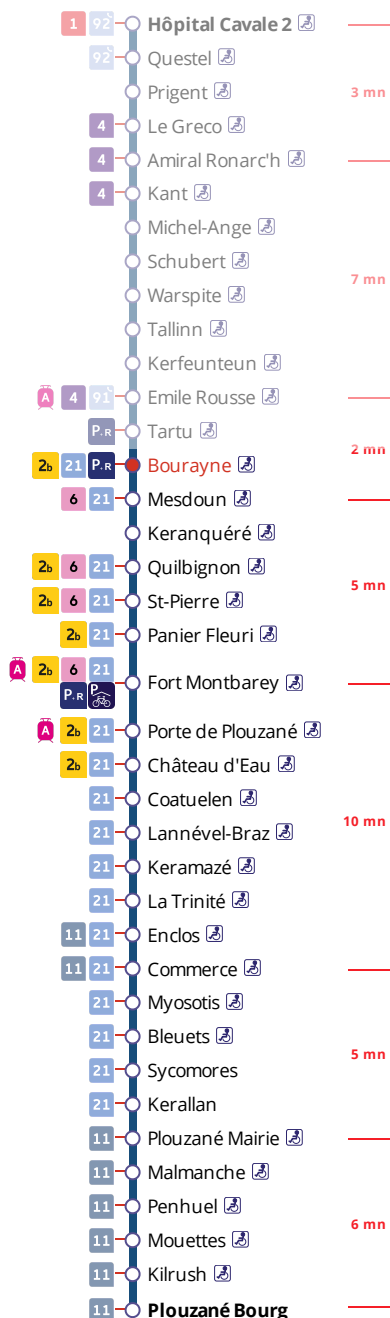 1 92 Hôpital Cavale 2
92 Questel
Prigent
3 mn
4 Le Greco
4 Amiral Ronarc'h
4 Kant
Michel-Ange
Schubert
7 mn
Warspite
Tallinn
Kerfeunteun
A 4 91 Emile Rousse
P+R Tartu
2 mn
2b 21 P+R Bourayne
6 21 Mesdoun
Keranquéré
2b 6 21 Quilbignon
5 mn
2b 6 21 St-Pierre
2b 21 Panier Fleuri
A 2b 6 21 Fort Montbarey
P+R P
A 2b 21 Porte de Plouzané
2b 21 Château d'Eau
21 Coatuelen
10 mn
21 Lannével-Braz
21 Keramazé
21 La Trinité
11 21 Enclos
11 21 Commerce
21 Myosotis
21 Bleuets
5 mn
21 Sycomores
21 Kerallan
11 Plouzané Mairie
11 Malmanche
11 Penhuel
6 mn
11 Mouettes
11 Kilrush
11 Plouzané Bourg